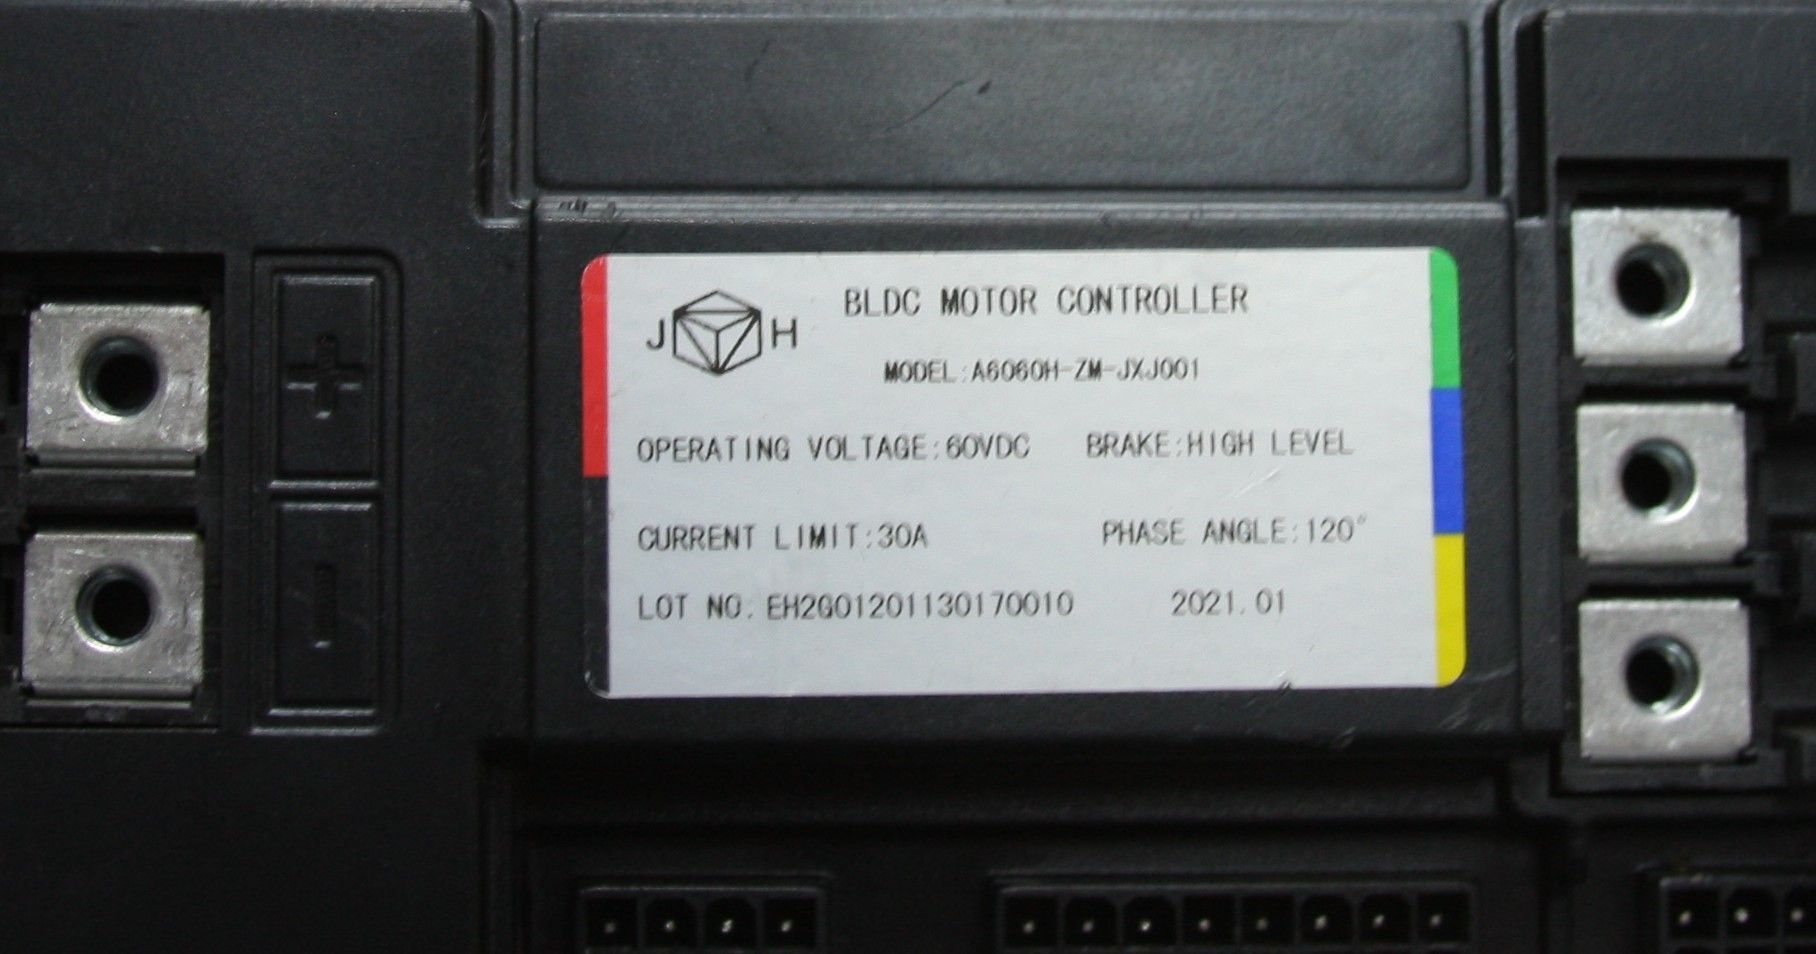 BLDC MOTOR CONTROLLER
J H
MODEL:A6060H-ZM-JXJ001
OPERATING VOLTAGE:60VDC BRAKE:HIGH LEVEL
CURRENT LIMIT:30A PHASE ANGLE:120°
LOT NO. EH2G01201130170010 2021.01
+
-